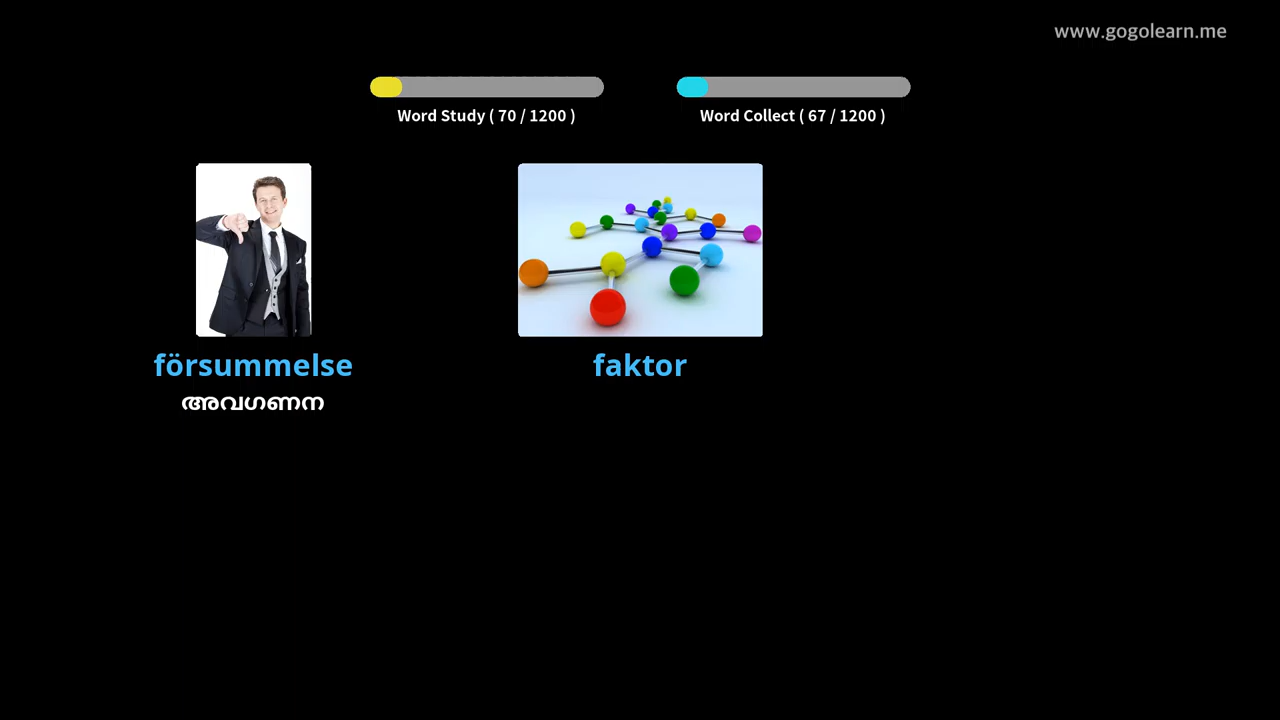 www.gogolearn.me
Word Study ( 70 / 1200 )
Word Collect ( 67 / 1200 )
försummelse
faktor
അവഗണന